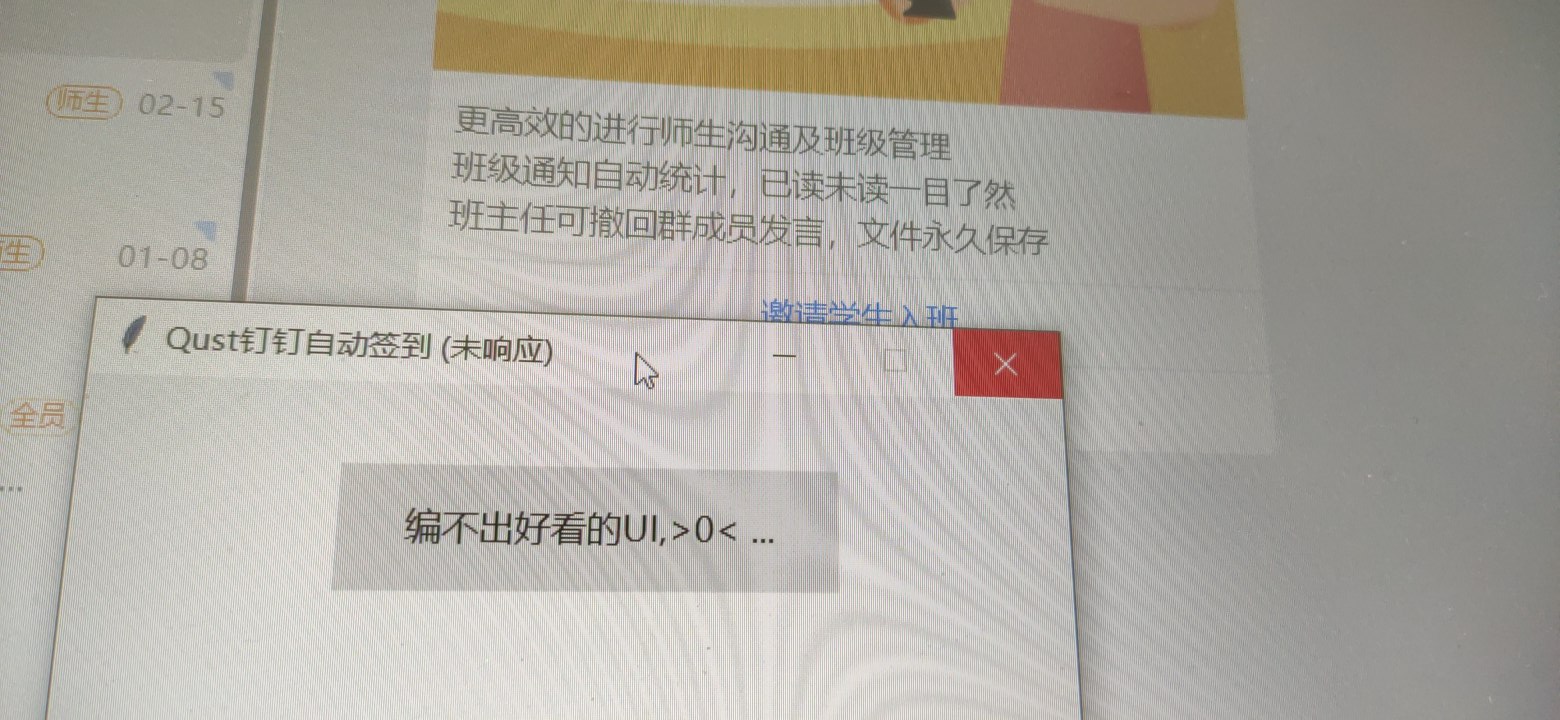 师生 02-15
更高效的进行师生沟通及班级管理
班级通知自动统计，已读未读一目了然
班主任可撤回群成员发言，文件永久保存
生 01-08
邀请学生入班
Qust钉钉自动签到 (未响应)
全员
...
编不出好看的UI,>0< ...